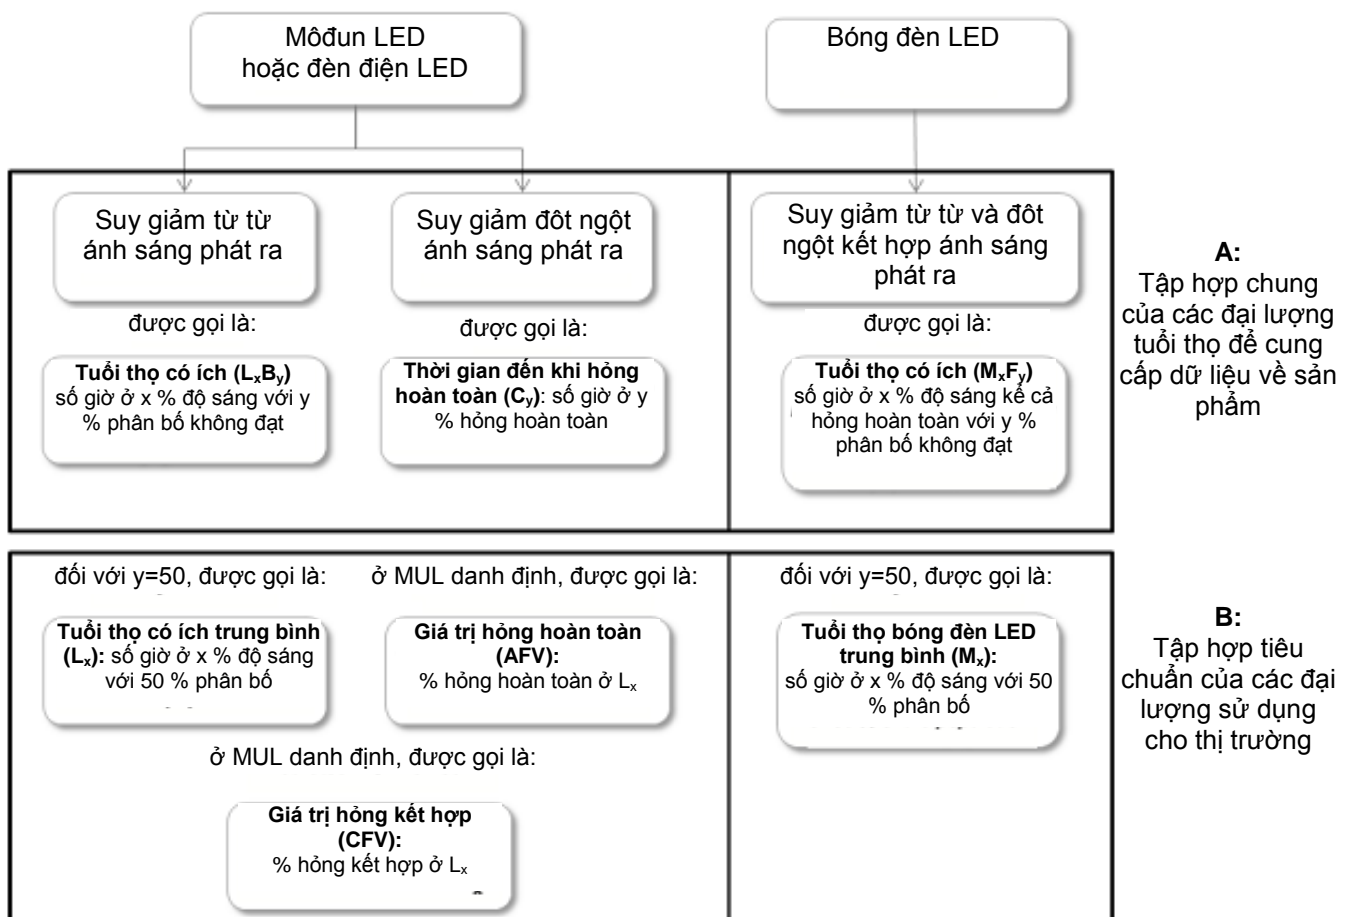 Môđun LED
hoặc đèn điện LED
Bóng đèn LED
Suy giảm từ từ
ánh sáng phát ra
Suy giảm đôt ngột
ánh sáng phát ra
Suy giảm từ từ và đôt
ngột kết hợp ánh sáng
phát ra
được gọi là:
được gọi là:
được gọi là:
Tuổi thọ có ích (LₓBᵧ)
số giờ ở x % độ sáng với y
% phân bố không đạt
Thời gian đến khi hỏng
hoàn toàn (Cᵧ): số giờ ở y
% hỏng hoàn toàn
Tuổi thọ có ích (MₓFᵧ)
số giờ ở x % độ sáng kể cả
hỏng hoàn toàn với y %
phân bố không đạt
A:
Tập hợp chung
của các đại lượng
tuổi thọ để cung
cấp dữ liệu về sản
phẩm
đối với y=50, được gọi là:
ở MUL danh định, được gọi là:
đối với y=50, được gọi là:
Tuổi thọ có ích trung bình
(Lₓ): số giờ ở x % độ sáng
với 50 % phân bố
Giá trị hỏng hoàn toàn
(AFV):
% hỏng hoàn toàn ở Lₓ
Tuổi thọ bóng đèn LED
trung bình (Mₓ):
số giờ ở x % độ sáng với 50
% phân bố
ở MUL danh định, được gọi là:
Giá trị hỏng kết hợp
(CFV):
% hỏng kết hợp ở Lₓ
B:
Tập hợp tiêu
chuẩn của các đại
lượng sử dụng
cho thị trường